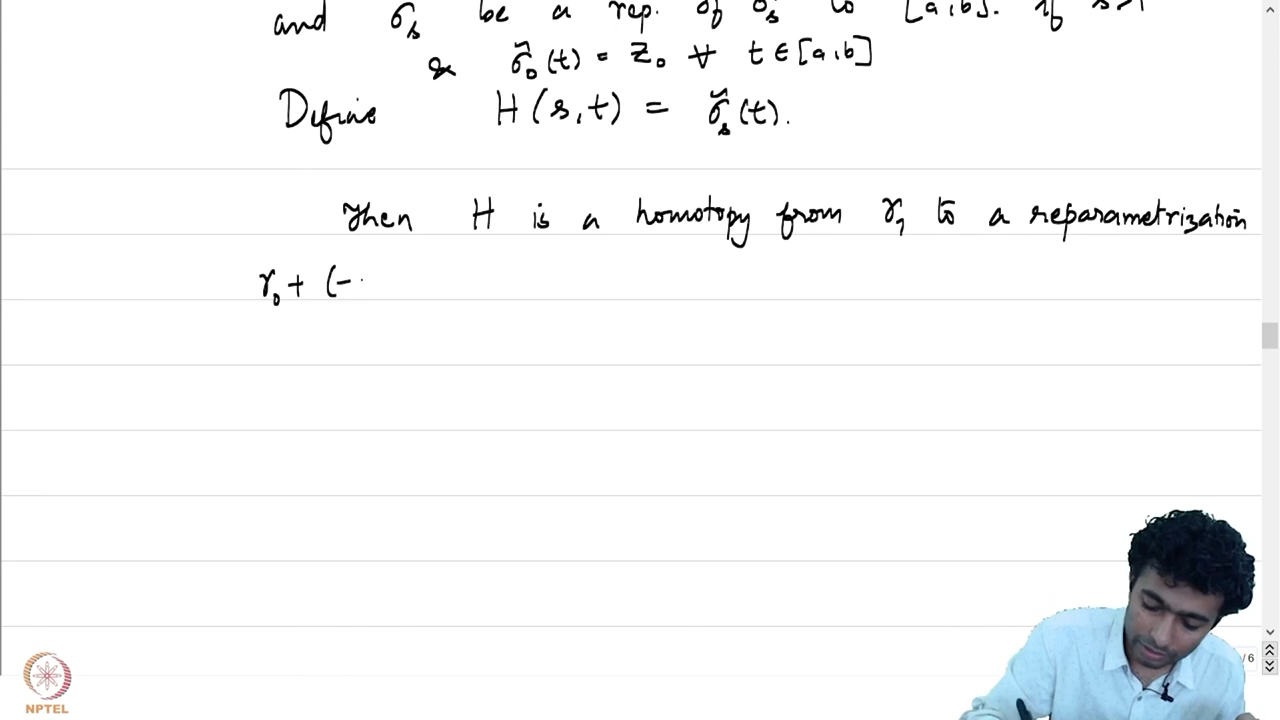 and σ̃ₛ be a rep. of σₛ to [a,b]. if s>
& σ̃₀(t) = z₀ ∀ t ∈ [a,b]
Define H(s,t) = σ̃ₛ(t).
Then H is a homotopy from γ₁ to a reparametrization
γ₀ + (-
/6
NPTEL